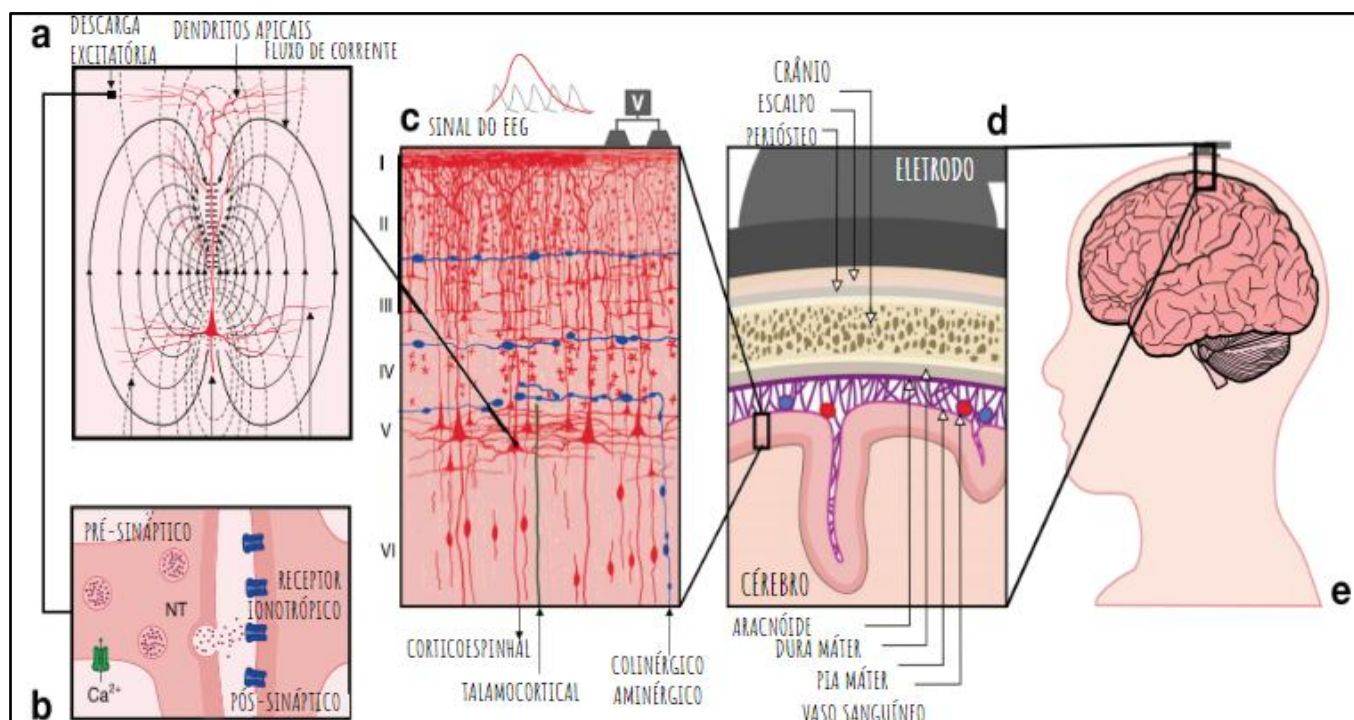 a
DESCARGA
EXCITATÓRIA
DENDRITOS APICAIS
FLUXO DE CORRENTE
b
PRÉ-SINÁPTICO
NT
RECEPTOR
IONOTRÓPICO
Ca²⁺
PÓS-SINÁPTICO
c
SINAL DO EEG
V
I
II
III
IV
V
VI
CORTICOESPINHAL
TALAMOCORTICAL
COLINÉRGICO
AMINÉRGICO
d
CRÂNIO
ESCALPO
PERIÓSTEO
ELETRODO
CÉREBRO
ARACNÓIDE
DURA MÁTER
PIA MÁTER
VASO SANGUÍNEO
e